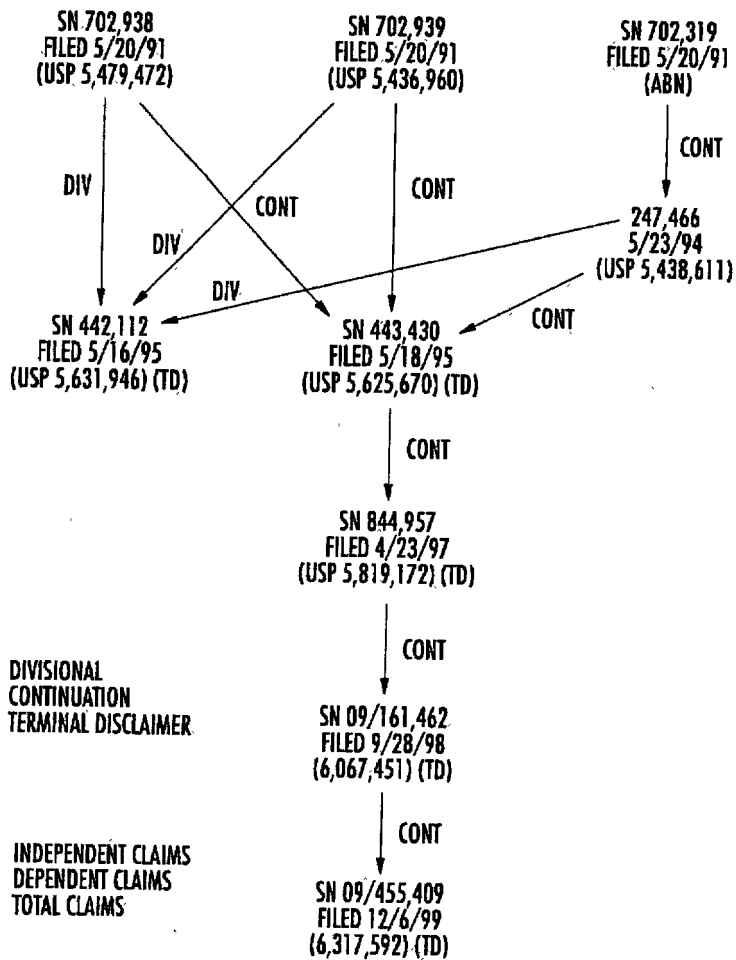 SN 702,938
FILED 5/20/91
(USP 5,479,472)
SN 702,939
FILED 5/20/91
(USP 5,436,960)
SN 702,319
FILED 5/20/91
(ABN)
CONT
DIV
CONT
CONT
DIV
247,466
5/23/94
(USP 5,438,611)
DIV
CONT
SN 442,112
FILED 5/16/95
(USP 5,631,946) (TD)
SN 443,430
FILED 5/18/95
(USP 5,625,670) (TD)
CONT
SN 844,957
FILED 4/23/97
(USP 5,819,172) (TD)
CONT
DIVISIONAL
CONTINUATION
TERMINAL DISCLAIMER
SN 09/161,462
FILED 9/28/98
(6,067,451) (TD)
CONT
INDEPENDENT CLAIMS
DEPENDENT CLAIMS
TOTAL CLAIMS
SN 09/455,409
FILED 12/6/99
(6,317,592) (TD)